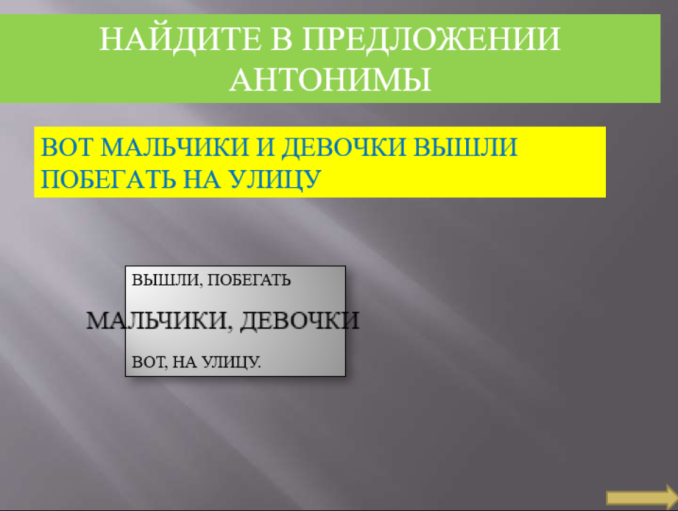 НАЙДИТЕ В ПРЕДЛОЖЕНИИ
АНТОНИМЫ
ВОТ МАЛЬЧИКИ И ДЕВОЧКИ ВЫШЛИ
ПОБЕГАТЬ НА УЛИЦУ
ВЫШЛИ, ПОБЕГАТЬ
МАЛЬЧИКИ, ДЕВОЧКИ
ВОТ, НА УЛИЦУ.